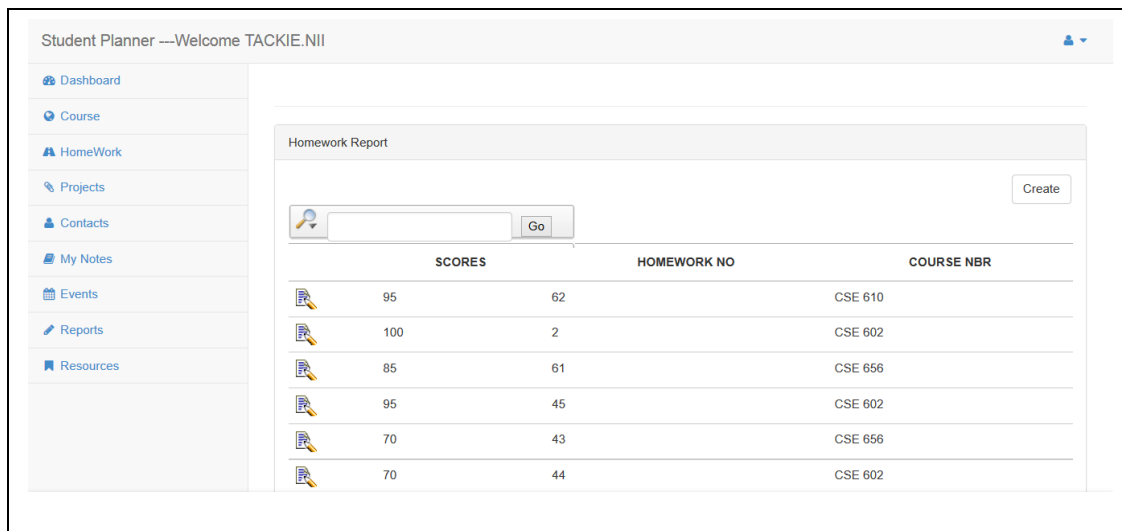 Student Planner ---Welcome TACKIE.NII
Dashboard
Course
HomeWork
Projects
Contacts
My Notes
Events
Reports
Resources
Homework Report
Create
Go
SCORES HOMEWORK NO COURSE NBR
95 62 CSE 610
100 2 CSE 602
85 61 CSE 656
95 45 CSE 602
70 43 CSE 656
70 44 CSE 602